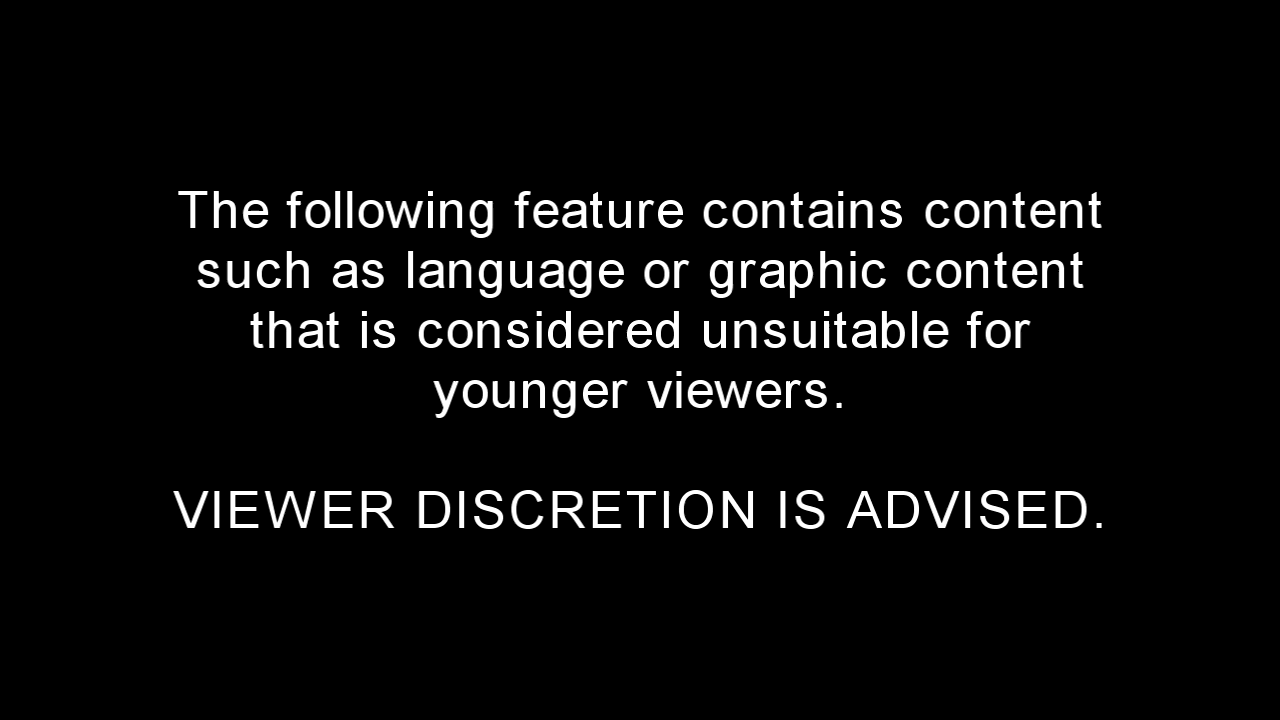 The following feature contains content
such as language or graphic content
that is considered unsuitable for
younger viewers.
VIEWER DISCRETION IS ADVISED.